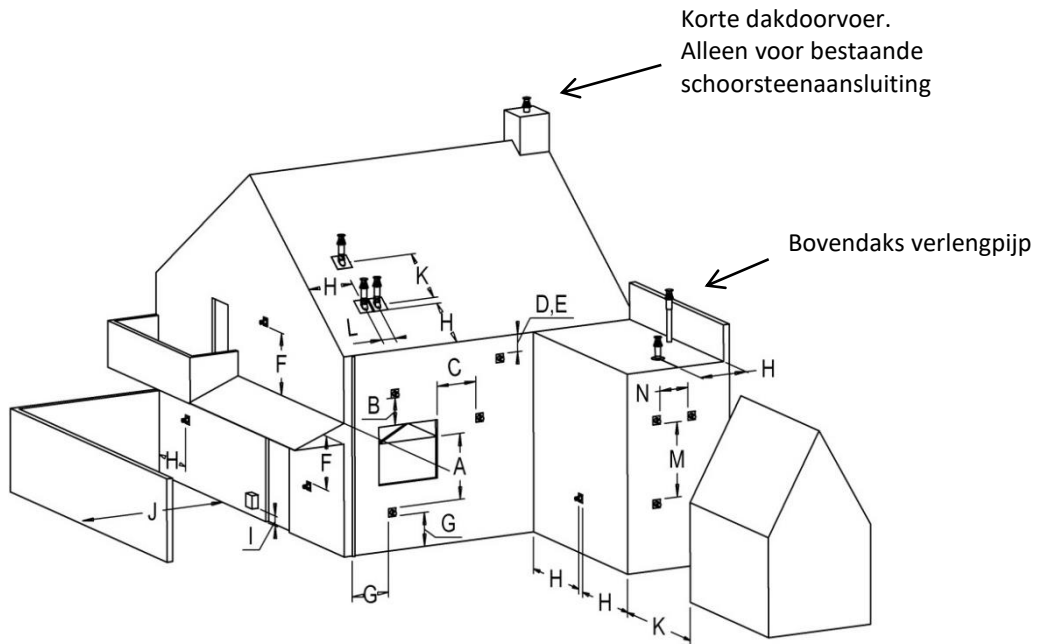 Korte dakdoorvoer.
Alleen voor bestaande
schoorsteenaansluiting
Bovendaks verlengpijp
K
H
L
H
D,E
F
C
B
H
N
A
M
F
H
J
I
G
G
H
H
K